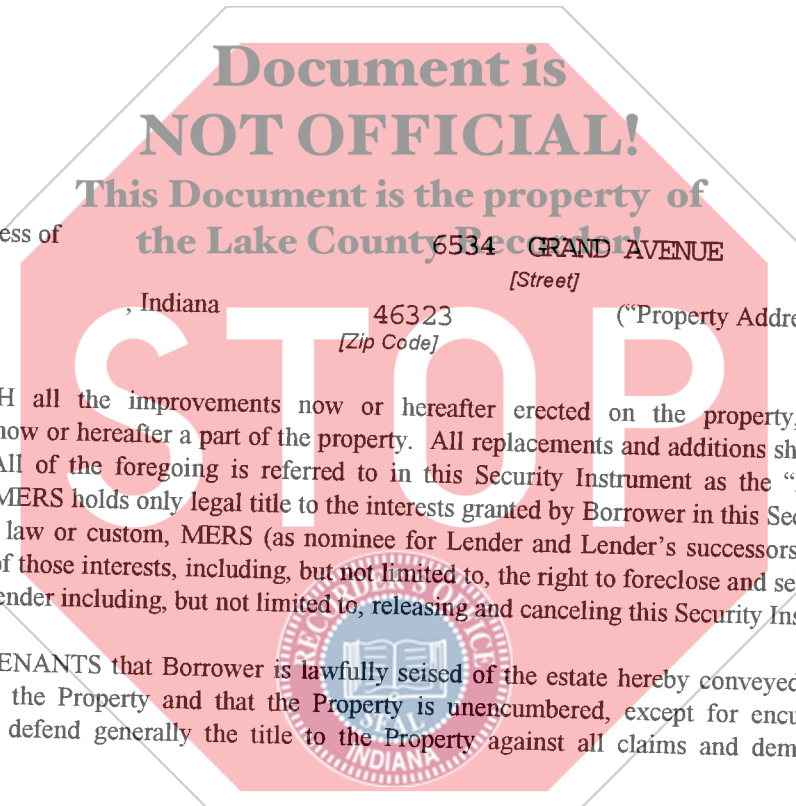 Document is
NOT OFFICIAL!
This Document is the property of
the Lake County Recorder!
ess of 6534 GRAND AVENUE
[Street]
, Indiana 46323 (“Property Addre
[Zip Code]
STOP
H all the improvements now or hereafter erected on the property,
now or hereafter a part of the property. All replacements and additions sh
All of the foregoing is referred to in this Security Instrument as the “
MERS holds only legal title to the interests granted by Borrower in this Sec
law or custom, MERS (as nominee for Lender and Lender’s successors
of those interests, including, but not limited to, the right to foreclose and se
ender including, but not limited to, releasing and canceling this Security Ins
ENANTS that Borrower is lawfully seised of the estate hereby conveyed
the Property and that the Property is unencumbered, except for encu
defend generally the title to the Property against all claims and dem
RECORDER'S OFFICE
SEAL
INDIANA